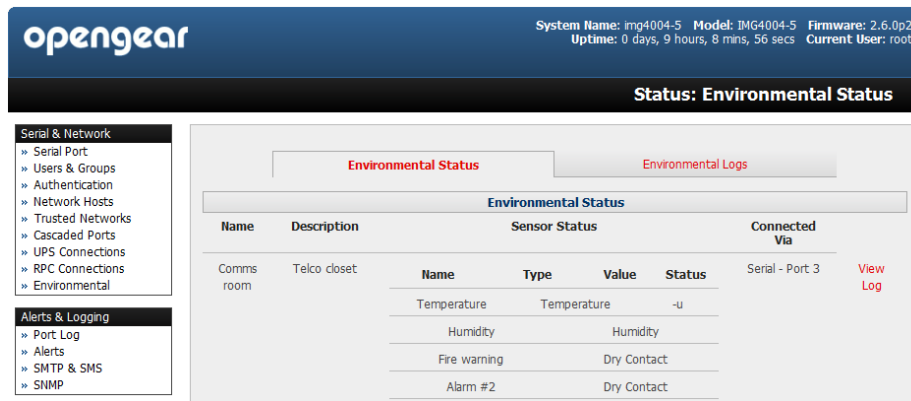 opengear
System Name: img4004-5 Model: IMG4004-5 Firmware: 2.6.0p2
Uptime: 0 days, 9 hours, 8 mins, 56 secs Current User: root
Status: Environmental Status
Serial & Network
» Serial Port
» Users & Groups
» Authentication
» Network Hosts
» Trusted Networks
» Cascaded Ports
» UPS Connections
» RPC Connections
» Environmental
Alerts & Logging
» Port Log
» Alerts
» SMTP & SMS
» SNMP
Environmental Status Environmental Logs
Environmental Status
Name Description Sensor Status Connected
Via
Comms Telco closet Name Type Value Status Serial - Port 3 View
room Log
Temperature Temperature -u
Humidity Humidity
Fire warning Dry Contact
Alarm #2 Dry Contact